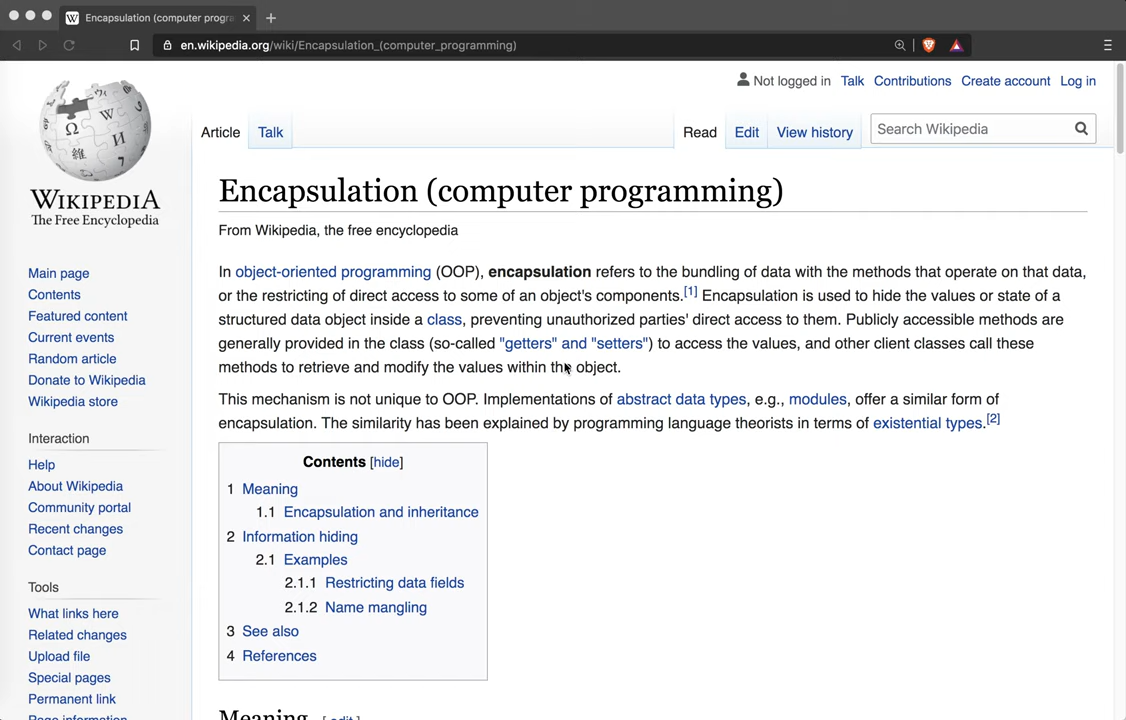 Encapsulation (computer progra
en.wikipedia.org/wiki/Encapsulation_(computer_programming)
Not logged in Talk Contributions Create account Log in
Article Talk Read Edit View history Search Wikipedia
WIKIPEDIA
The Free Encyclopedia
Main page
Contents
Featured content
Current events
Random article
Donate to Wikipedia
Wikipedia store
Interaction
Help
About Wikipedia
Community portal
Recent changes
Contact page
Tools
What links here
Related changes
Upload file
Special pages
Permanent link
Page information
Encapsulation (computer programming)
From Wikipedia, the free encyclopedia
In object-oriented programming (OOP), encapsulation refers to the bundling of data with the methods that operate on that data,
or the restricting of direct access to some of an object's components.[1] Encapsulation is used to hide the values or state of a
structured data object inside a class, preventing unauthorized parties' direct access to them. Publicly accessible methods are
generally provided in the class (so-called "getters" and "setters") to access the values, and other client classes call these
methods to retrieve and modify the values within the object.
This mechanism is not unique to OOP. Implementations of abstract data types, e.g., modules, offer a similar form of
encapsulation. The similarity has been explained by programming language theorists in terms of existential types.[2]
Contents [hide]
1 Meaning
1.1 Encapsulation and inheritance
2 Information hiding
2.1 Examples
2.1.1 Restricting data fields
2.1.2 Name mangling
3 See also
4 References
Meaning [ edit ]